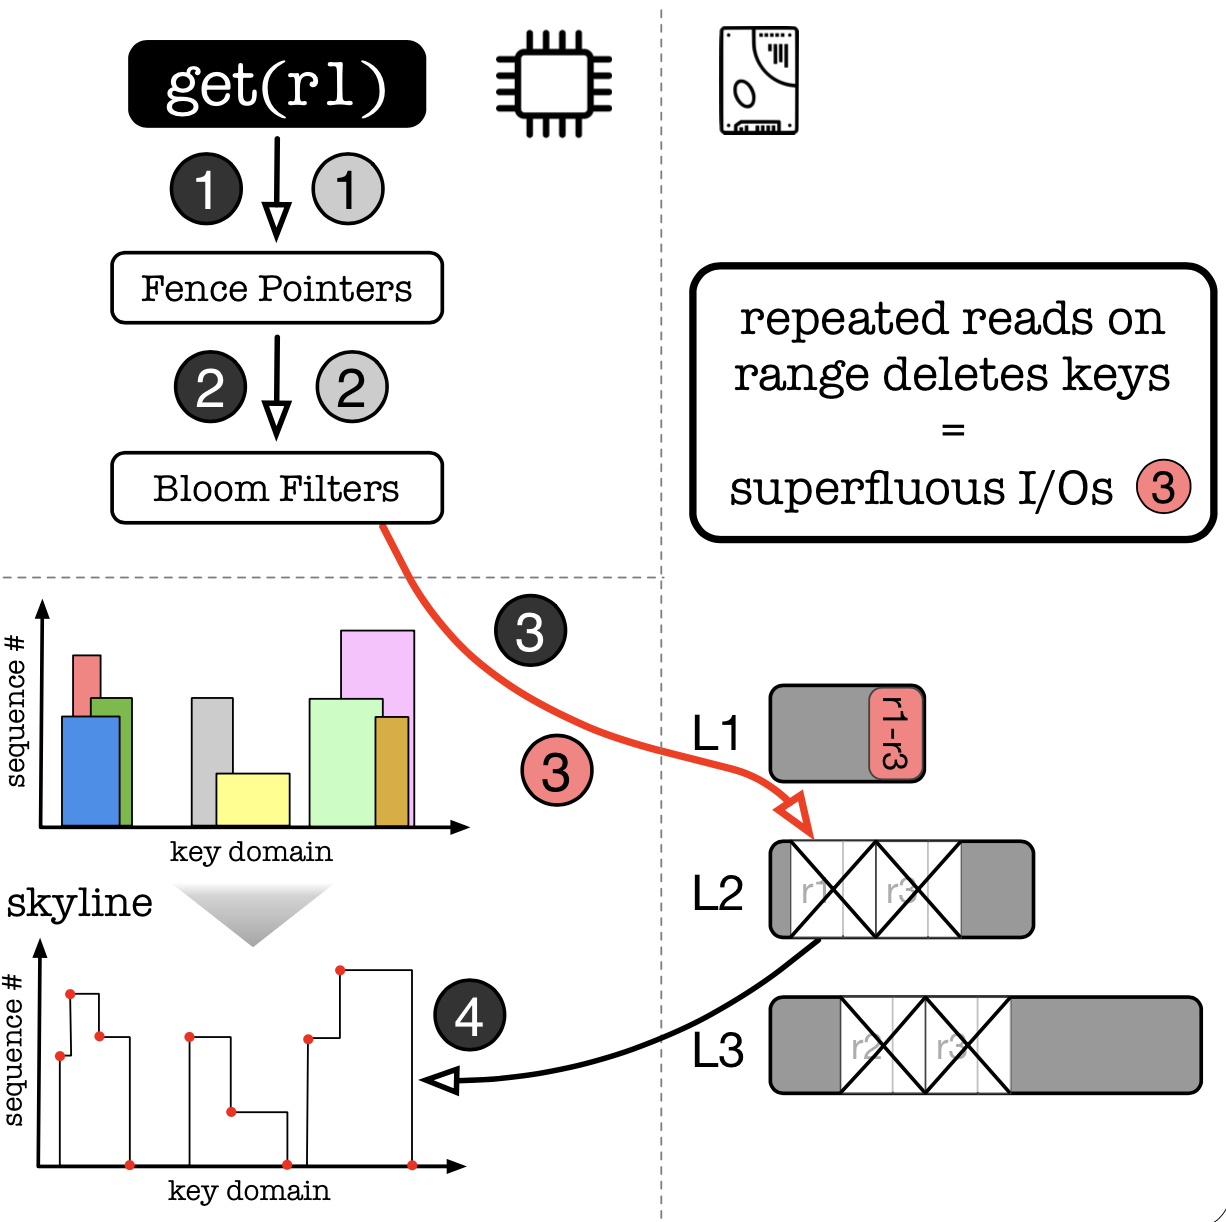 get(r1)
1 1
Fence Pointers
2 2
Bloom Filters
repeated reads on
range deletes keys
=
superfluous I/Os 3
3
3
sequence #
key domain
skyline
sequence #
key domain
4
L1
r1-r3
L2
r1 r3
L3
r2 r3